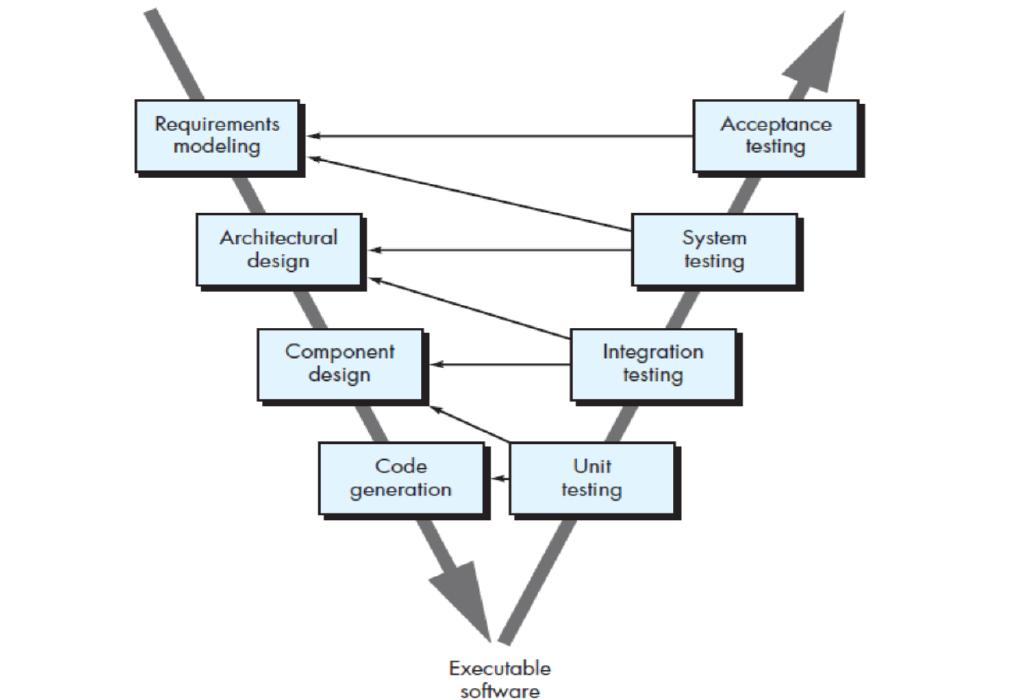 Requirements
modeling
Acceptance
testing
Architectural
design
System
testing
Component
design
Integration
testing
Code
generation
Unit
testing
Executable
software